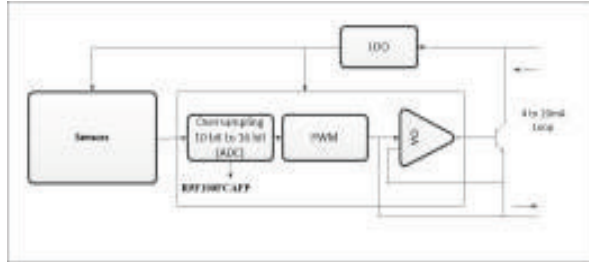 LDO
Sensors
Oversampling
10 bit to 16 bit
(ADC)
PWM
4 to 20mA
Loop